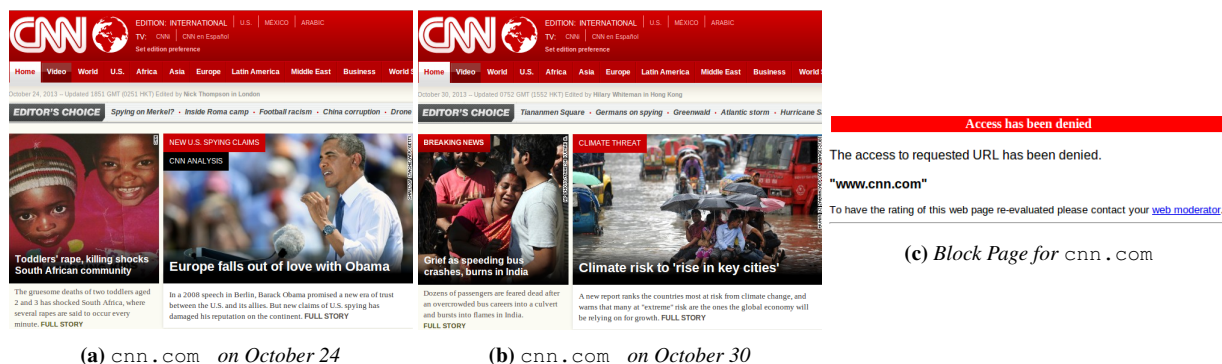 CNN
EDITION: INTERNATIONAL U.S. MÉXICO ARABIC
TV: CNNi CNN en Español
Set edition preference
Home Video World U.S. Africa Asia Europe Latin America Middle East Business World S
October 24, 2013 -- Updated 1851 GMT (0251 HKT) Edited by Nick Thompson in London
EDITOR'S CHOICE Spying on Merkel? · Inside Roma camp · Football racism · China corruption · Drone
NEW U.S. SPYING CLAIMS
CNN ANALYSIS
Toddlers' rape, killing shocks
South African community
Europe falls out of love with Obama
The gruesome deaths of two toddlers aged
2 and 3 has shocked South Africa, where
several rapes are said to occur every
minute. FULL STORY
In a 2008 speech in Berlin, Barack Obama promised a new era of trust
between the U.S. and its allies. But new claims of U.S. spying has
damaged his reputation on the continent. FULL STORY
(a) cnn.com on October 24
CNN
EDITION: INTERNATIONAL U.S. MÉXICO ARABIC
TV: CNNi CNN en Español
Set edition preference
Home Video World U.S. Africa Asia Europe Latin America Middle East Business World S
October 30, 2013 -- Updated 0752 GMT (1552 HKT) Edited by Hilary Whiteman in Hong Kong
EDITOR'S CHOICE Tiananmen Square · Germans on spying · Greenwald · Atlantic storm · Hurricane S
BREAKING NEWS
CLIMATE THREAT
Grief as speeding bus
crashes, burns in India
Climate risk to 'rise in key cities'
Dozens of passengers are feared dead after
an overcrowded bus careers into a culvert
and bursts into flames in India.
FULL STORY
A new report ranks the countries most at risk from climate change, and
warns that many at "extreme" risk are the ones the global economy will
be relying on for growth. FULL STORY
(b) cnn.com on October 30
Access has been denied
The access to requested URL has been denied.
"www.cnn.com"
To have the rating of this web page re-evaluated please contact your web moderator.
(c) Block Page for cnn.com